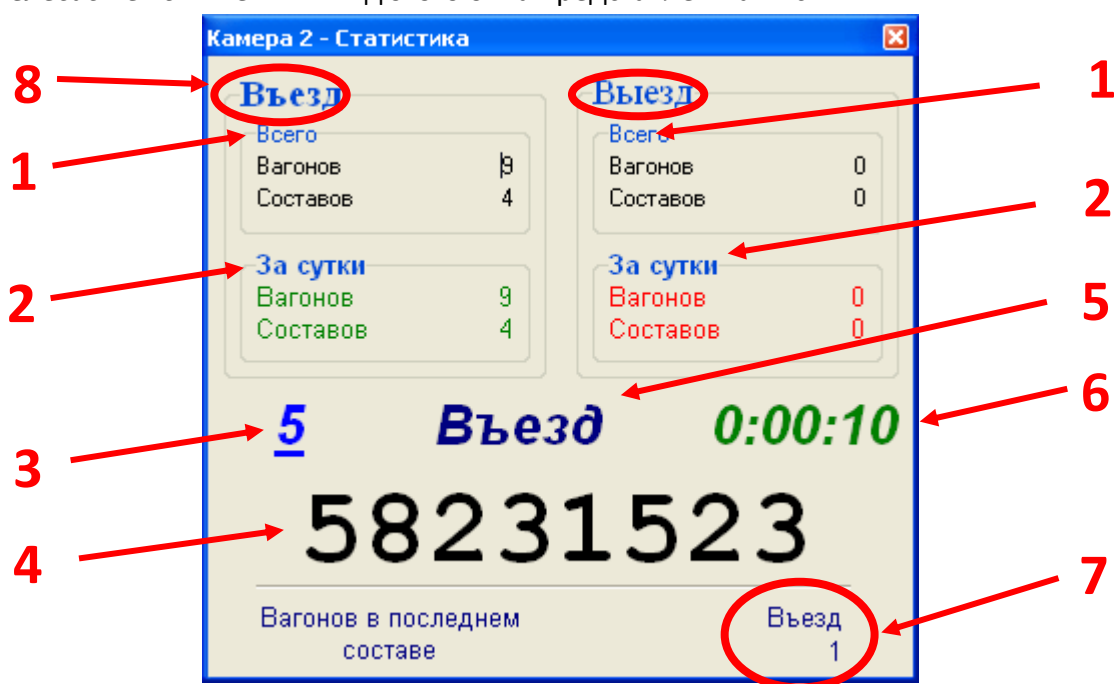 Камера 2 - Статистика
8
Въезд
Выезд
1
1
Всего
Всего
Вагонов 9
Вагонов 0
Составов 4
Составов 0
2
2
За сутки
За сутки
Вагонов 9
Вагонов 0
Составов 4
Составов 0
5
6
5 Въезд 0:00:10
3
58231523
4
7
Вагонов в последнем
составе
Въезд
1